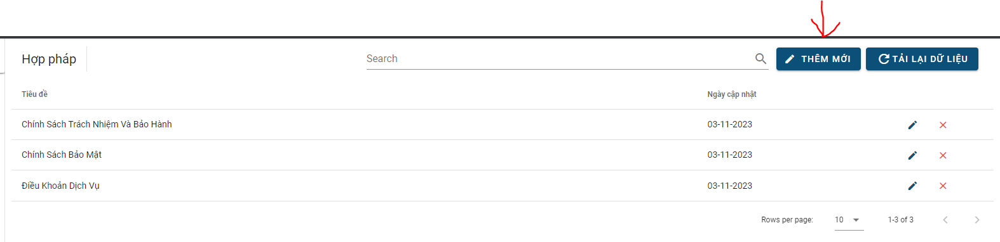 Hợp pháp
Search
THÊM MỚI
TẢI LẠI DỮ LIỆU
Tiêu đề
Ngày cập nhật
Chính Sách Trách Nhiệm Và Bảo Hành
03-11-2023
Chính Sách Bảo Mật
03-11-2023
Điều Khoản Dịch Vụ
03-11-2023
Rows per page:
10
1-3 of 3